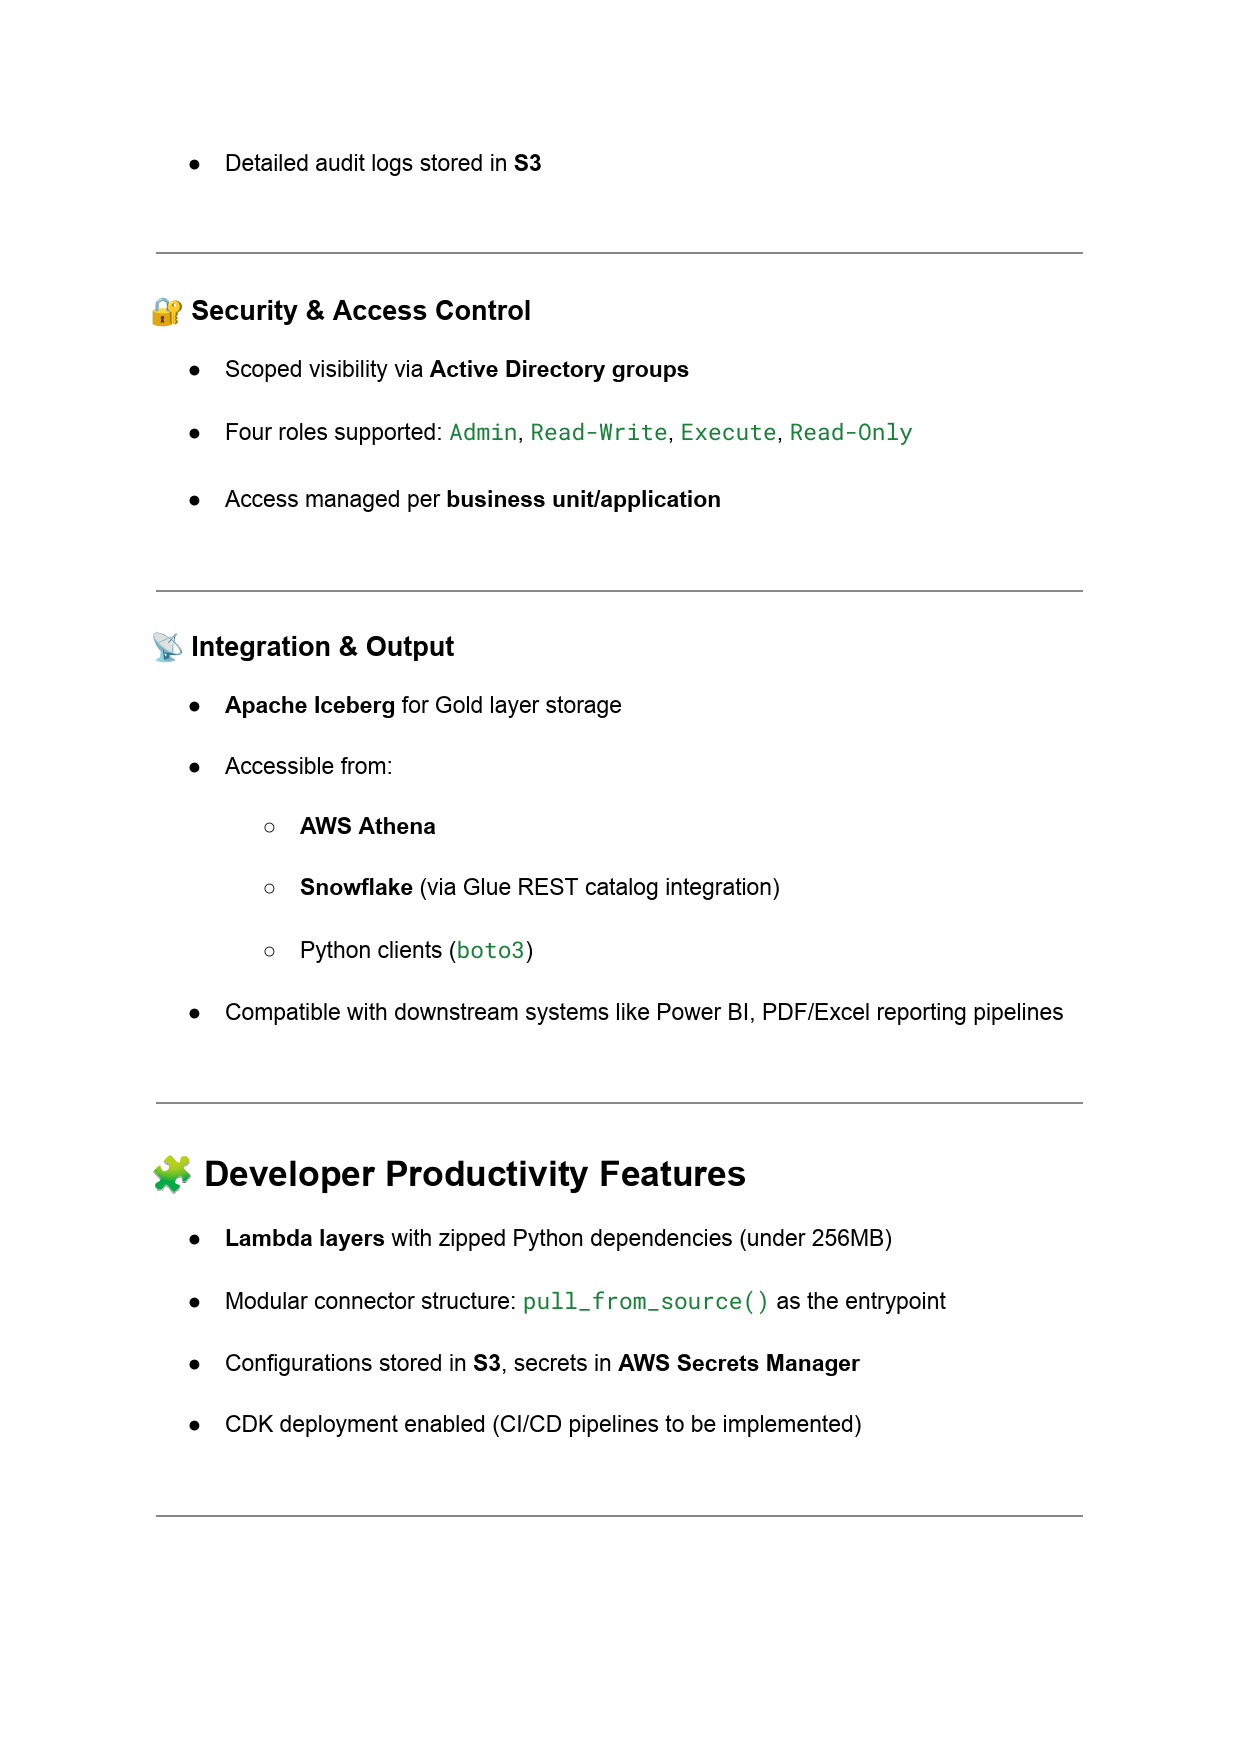 ● Detailed audit logs stored in S3
🔐 Security & Access Control
● Scoped visibility via Active Directory groups
● Four roles supported: Admin, Read-Write, Execute, Read-Only
● Access managed per business unit/application
📡 Integration & Output
● Apache Iceberg for Gold layer storage
● Accessible from:
○ AWS Athena
○ Snowflake (via Glue REST catalog integration)
○ Python clients (boto3)
● Compatible with downstream systems like Power BI, PDF/Excel reporting pipelines
🧩 Developer Productivity Features
● Lambda layers with zipped Python dependencies (under 256MB)
● Modular connector structure: pull_from_source() as the entrypoint
● Configurations stored in S3, secrets in AWS Secrets Manager
● CDK deployment enabled (CI/CD pipelines to be implemented)